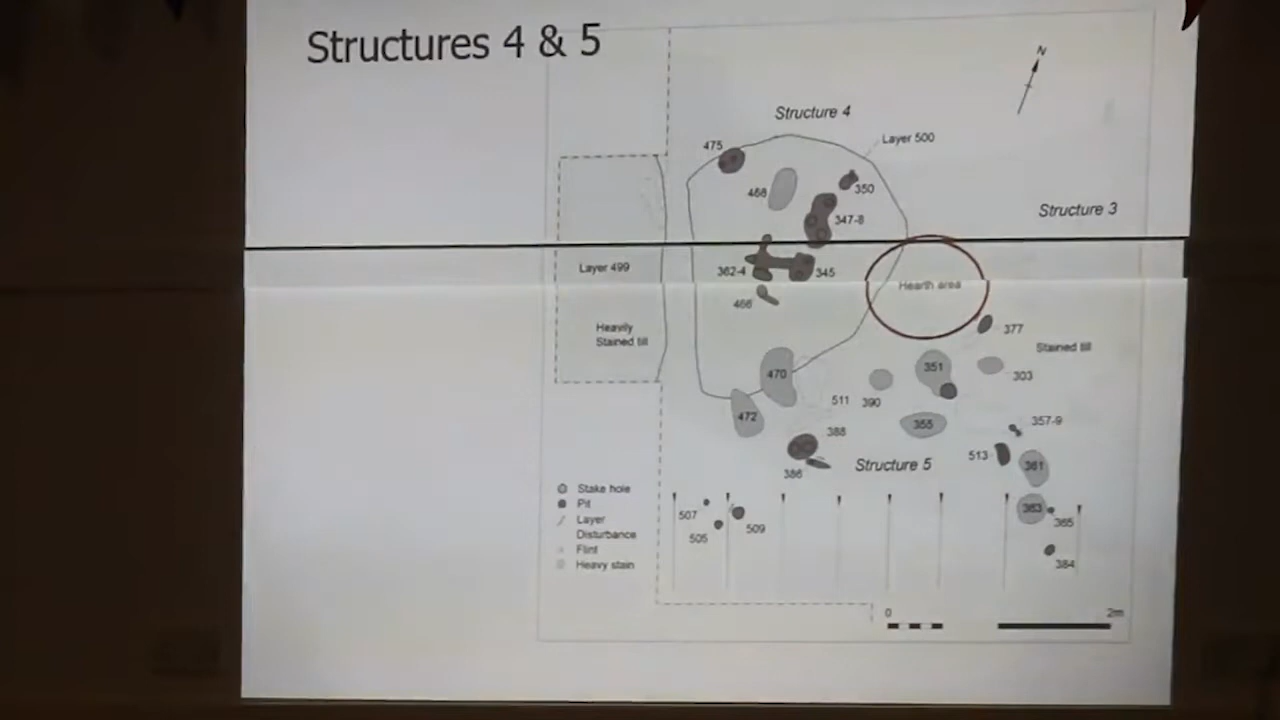 Structures 4 & 5
N
Structure 4
Layer 500
475
468
350
347-8
Structure 3
Layer 499
362-4
345
466
Hearth area
Heavily
Stained till
377
Stained till
470
351
303
472
511
390
388
355
357-9
386
Structure 5
513
361
Stake hole
Pit
Layer
Disturbance
Flint
Heavy stain
507
505
509
363
365
384
0
2m